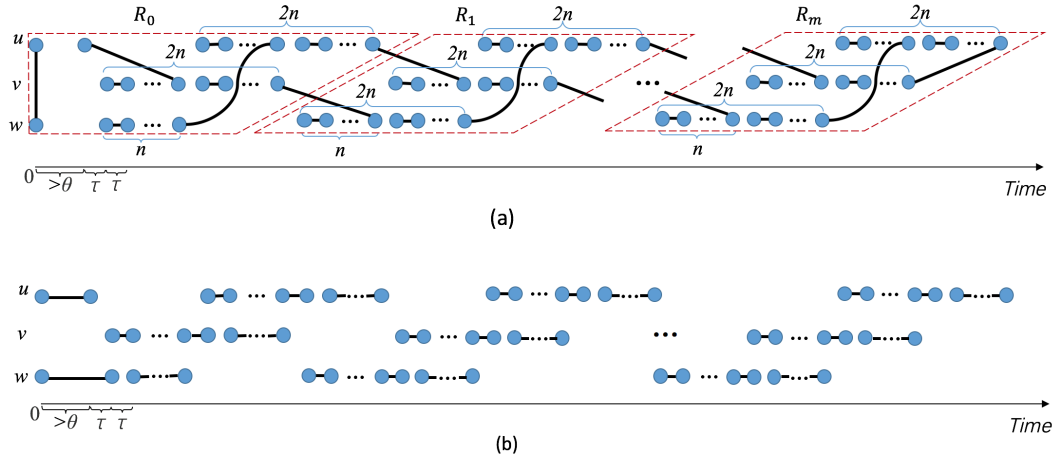 R₀ 2n R₁ 2n Rₘ 2n
u
2n 2n 2n
v ... ...
2n 2n
w ... ... ...
n n n
0 >θ τ τ Time
(a)
u ... ... ...
v ... ... ... ...
w ... ... ...
0 >θ τ τ Time
(b)